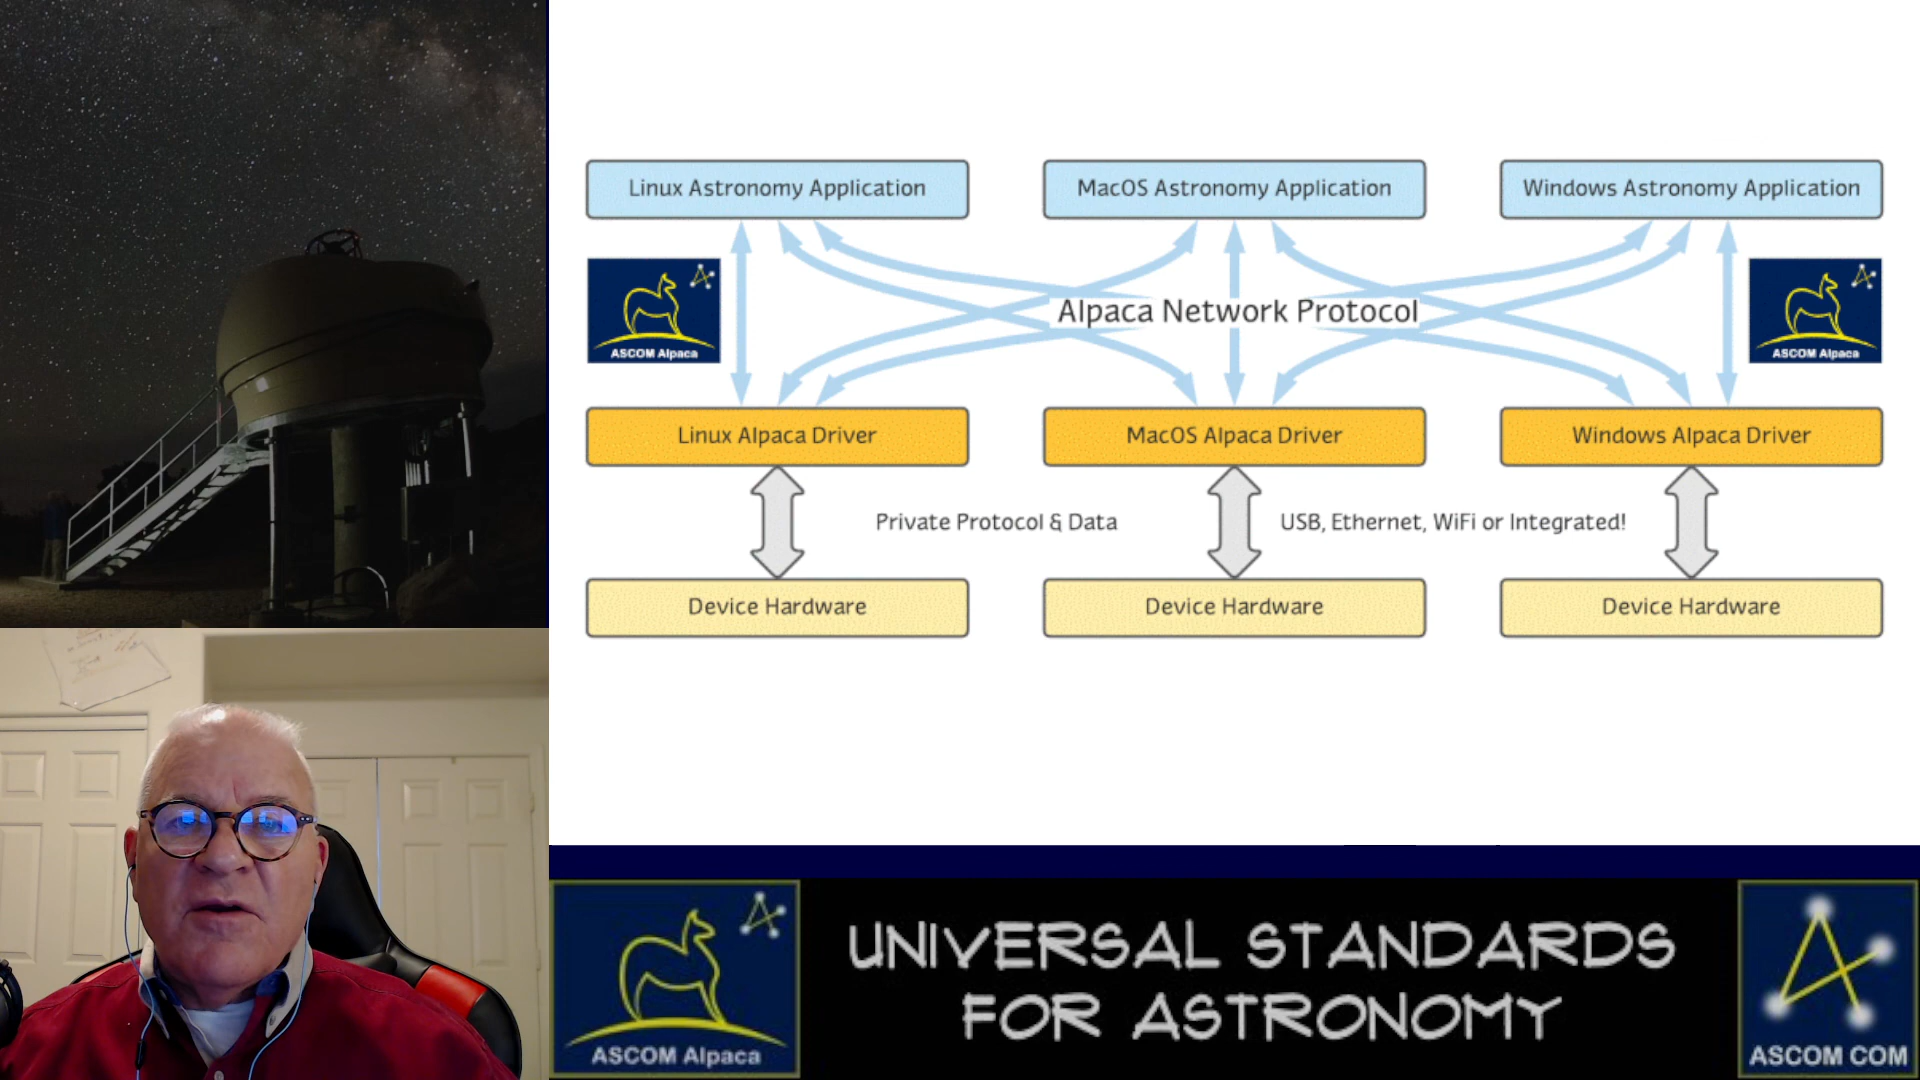 Linux Astronomy Application
MacOS Astronomy Application
Windows Astronomy Application
ASCOM Alpaca
Alpaca Network Protocol
ASCOM Alpaca
Linux Alpaca Driver
MacOS Alpaca Driver
Windows Alpaca Driver
Private Protocol & Data
USB, Ethernet, WiFi or Integrated!
Device Hardware
Device Hardware
Device Hardware
ASCOM Alpaca
UNIVERSAL STANDARDS
FOR ASTRONOMY
ASCOM COM